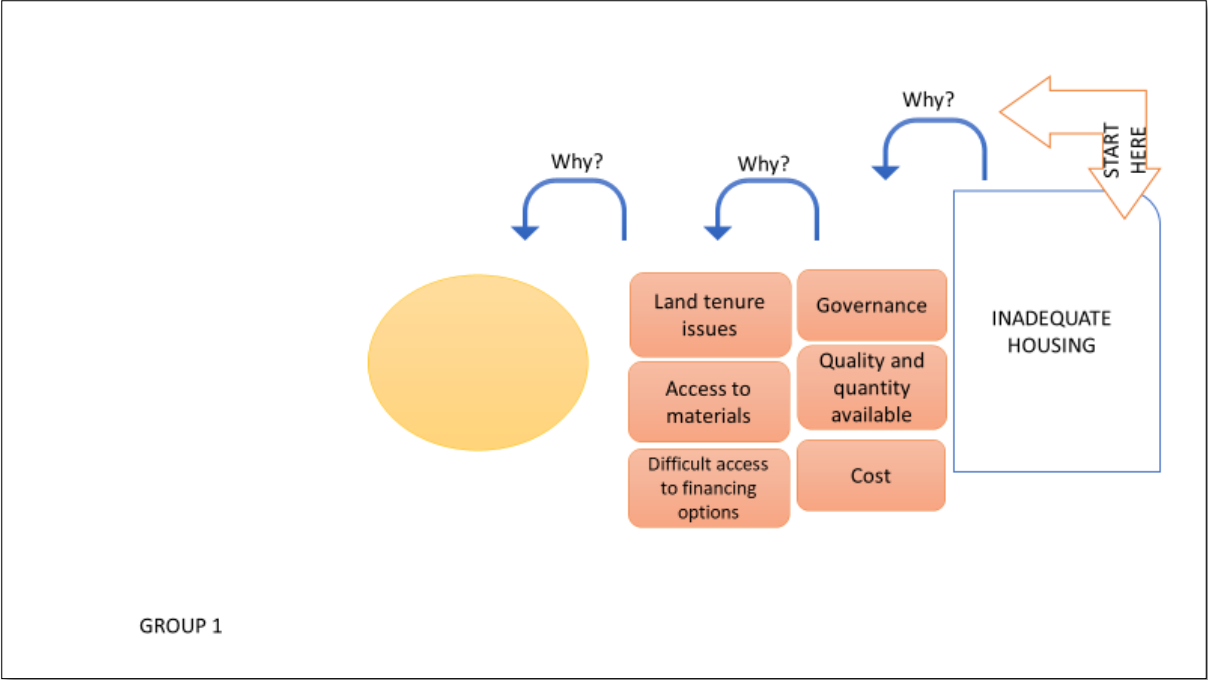 Why?
START
HERE
Why?
Why?
Land tenure
issues
Governance
INADEQUATE
HOUSING
Quality and
quantity
available
Access to
materials
Difficult access
to financing
options
Cost
GROUP 1